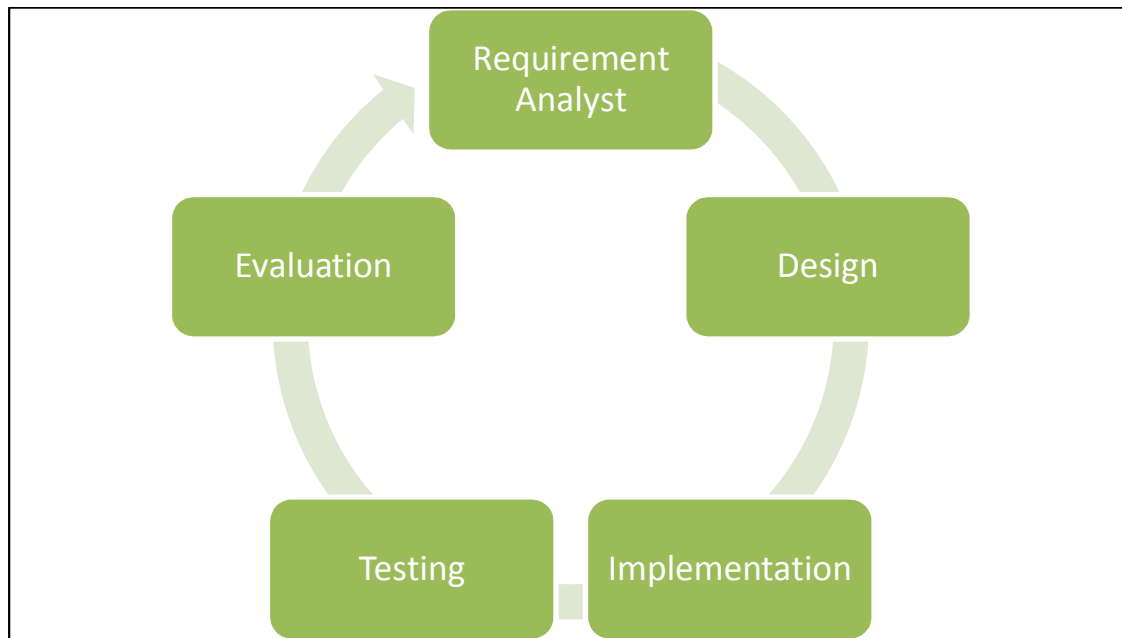 Requirement
Analyst
Design
Implementation
Testing
Evaluation